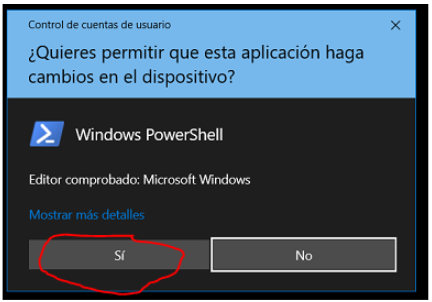 Control de cuentas de usuario
¿Quieres permitir que esta aplicación haga
cambios en el dispositivo?
Windows PowerShell
Editor comprobado: Microsoft Windows
Mostrar más detalles
Sí
No